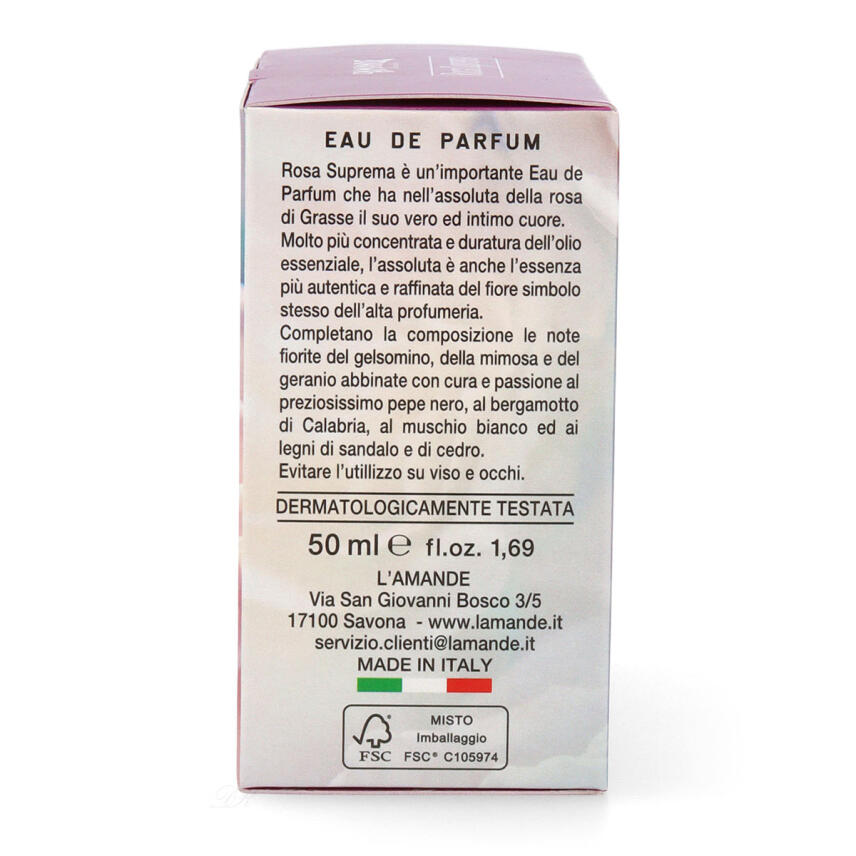 EAU DE PARFUM
Rosa Suprema è un'importante Eau de
Parfum che ha nell'assoluta della rosa
di Grasse il suo vero ed intimo cuore.
Molto più concentrata e duratura dell'olio
essenziale, l'assoluta è anche l'essenza
più autentica e raffinata del fiore simbolo
stesso dell'alta profumeria.
Completano la composizione le note
fiorite del gelsomino, della mimosa e del
geranio abbinate con cura e passione al
preziosissimo pepe nero, al bergamotto
di Calabria, al muschio bianco ed ai
legni di sandalo e di cedro.
Evitare l'utilizzo su viso e occhi.
DERMATOLOGICAMENTE TESTATA
50 ml ℮ fl.oz. 1,69
L'AMANDE
Via San Giovanni Bosco 3/5
17100 Savona - www.lamande.it
servizio.clienti@lamande.it
MADE IN ITALY
FSC
MISTO
Imballaggio
FSC® C105974